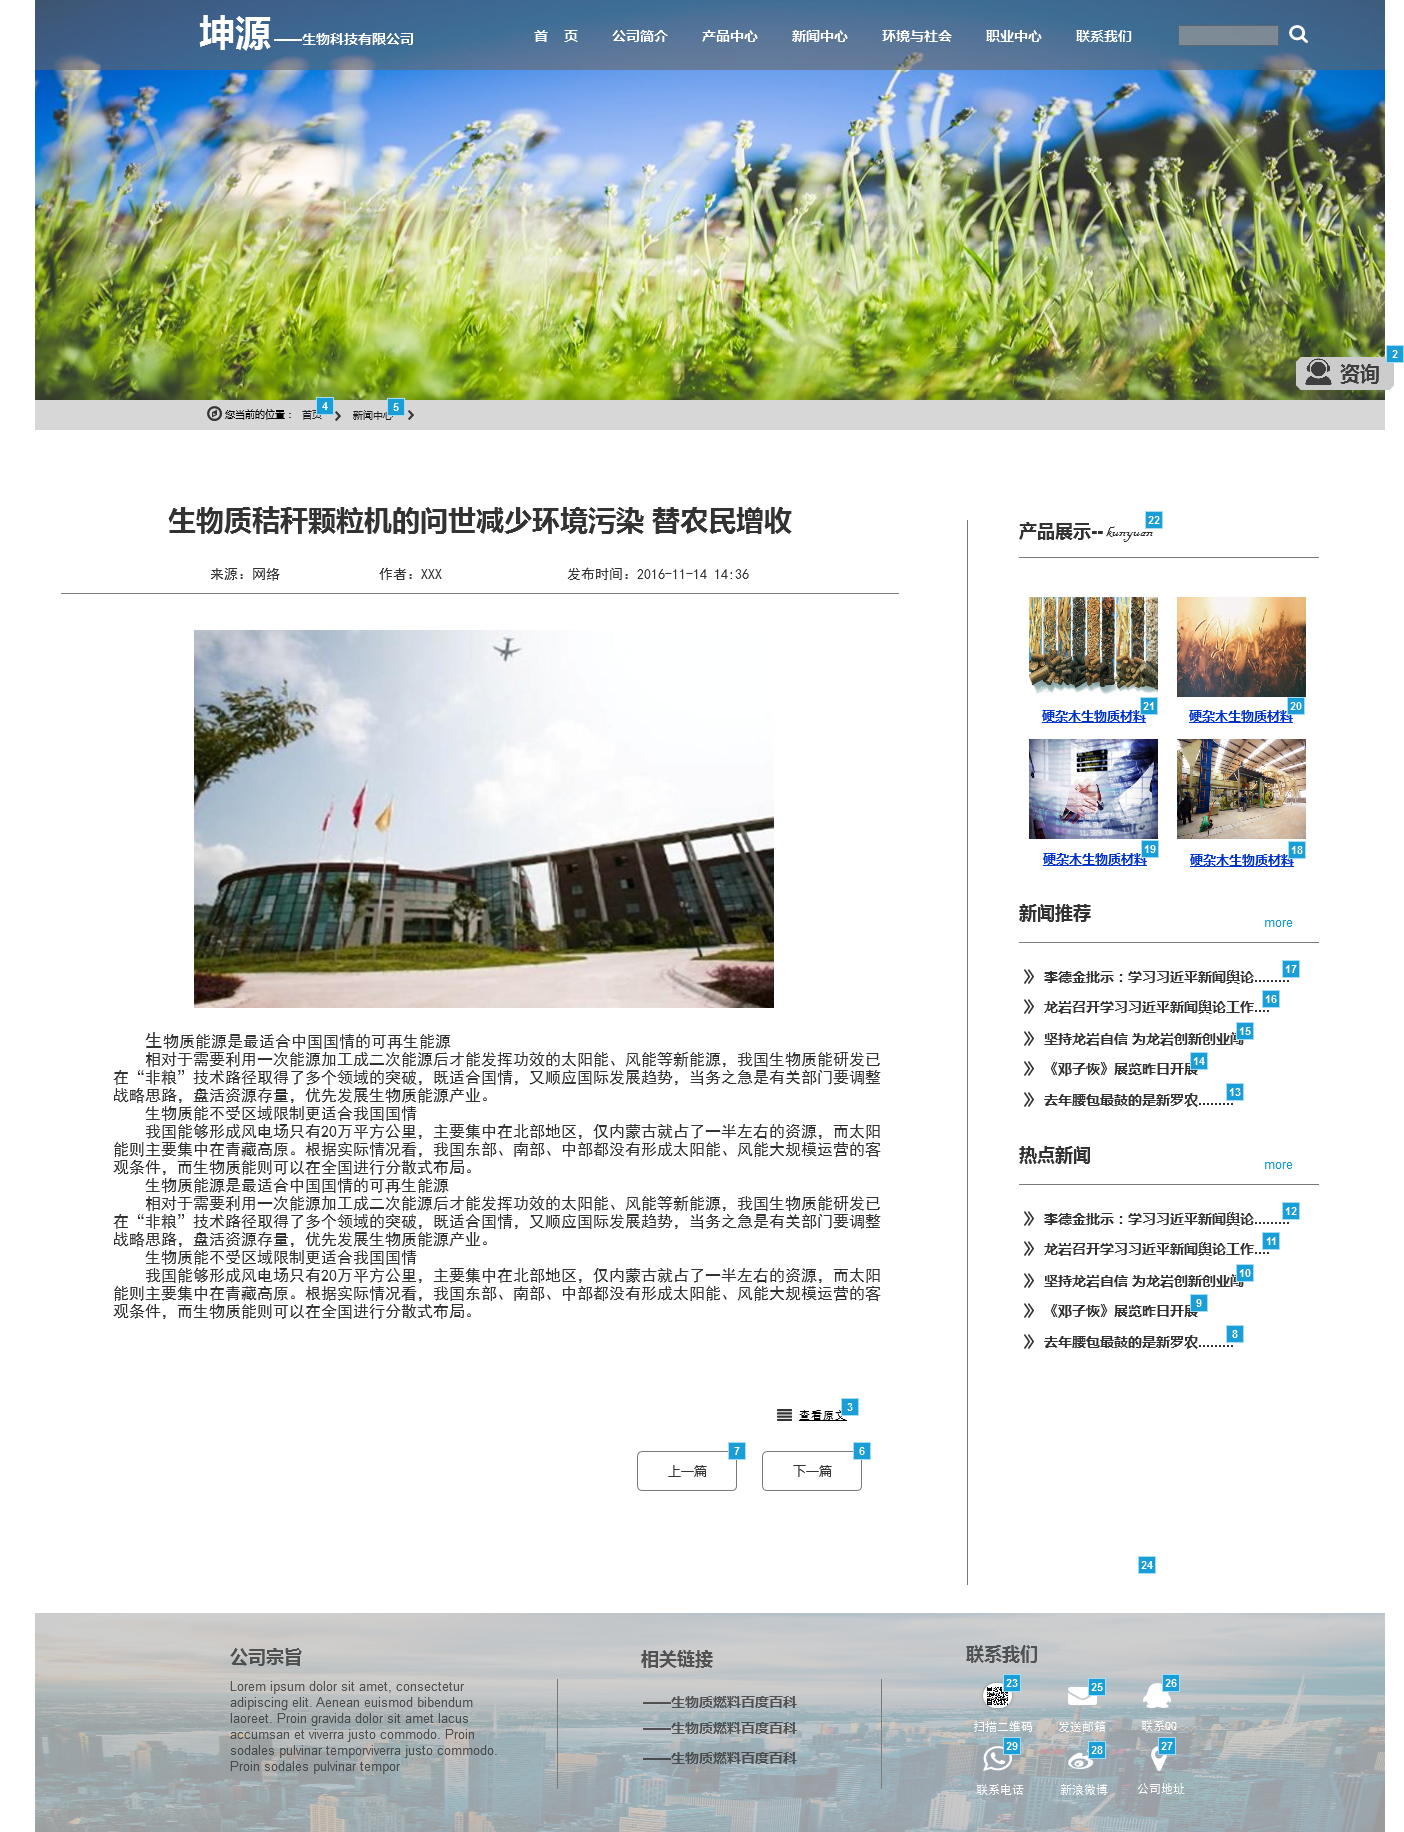 坤源 ——生物科技有限公司
首 页 公司简介 产品中心 新闻中心 环境与社会 职业中心 联系我们
2
资询
您当前的位置： 首页 4 新闻中心 5
生物质秸秆颗粒机的问世减少环境污染 替农民增收
来源：网络 作者：XXX 发布时间：2016-11-14 14:36
生物质能源是最适合中国国情的可再生能源
相对于需要利用一次能源加工成二次能源后才能发挥功效的太阳能、风能等新能源，我国生物质能研发已
在“非粮”技术路径取得了多个领域的突破，既适合国情，又顺应国际发展趋势，当务之急是有关部门要调整
战略思路，盘活资源存量，优先发展生物质能源产业。
生物质能不受区域限制更适合我国国情
我国能够形成风电场只有20万平方公里，主要集中在北部地区，仅内蒙古就占了一半左右的资源，而太阳
能则主要集中在青藏高原。根据实际情况看，我国东部、南部、中部都没有形成太阳能、风能大规模运营的客
观条件，而生物质能则可以在全国进行分散式布局。
生物质能源是最适合中国国情的可再生能源
相对于需要利用一次能源加工成二次能源后才能发挥功效的太阳能、风能等新能源，我国生物质能研发已
在“非粮”技术路径取得了多个领域的突破，既适合国情，又顺应国际发展趋势，当务之急是有关部门要调整
战略思路，盘活资源存量，优先发展生物质能源产业。
生物质能不受区域限制更适合我国国情
我国能够形成风电场只有20万平方公里，主要集中在北部地区，仅内蒙古就占了一半左右的资源，而太阳
能则主要集中在青藏高原。根据实际情况看，我国东部、南部、中部都没有形成太阳能、风能大规模运营的客
观条件，而生物质能则可以在全国进行分散式布局。
查看原文 3
上一篇 7 下一篇 6
产品展示-- kunyuan 22
硬杂木生物质材料 21 硬杂木生物质材料 20
硬杂木生物质材料 19 硬杂木生物质材料 18
新闻推荐 more
》 李德金批示：学习习近平新闻舆论......... 17
》 龙岩召开学习习近平新闻舆论工作.... 16
》 坚持龙岩自信 为龙岩创新创业闯 15
》 《邓子恢》展览昨日开展 14
》 去年腰包最鼓的是新罗农......... 13
热点新闻 more
》 李德金批示：学习习近平新闻舆论......... 12
》 龙岩召开学习习近平新闻舆论工作.... 11
》 坚持龙岩自信 为龙岩创新创业闯 10
》 《邓子恢》展览昨日开展 9
》 去年腰包最鼓的是新罗农......... 8
24
公司宗旨
Lorem ipsum dolor sit amet, consectetur
adipiscing elit. Aenean euismod bibendum
laoreet. Proin gravida dolor sit amet lacus
accumsan et viverra justo commodo. Proin
sodales pulvinar temporviverra justo commodo.
Proin sodales pulvinar tempor
相关链接
——生物质燃料百度百科
——生物质燃料百度百科
——生物质燃料百度百科
联系我们
23 25 26
扫描二维码 发送邮箱 联系QQ
29 28 27
联系电话 新浪微博 公司地址